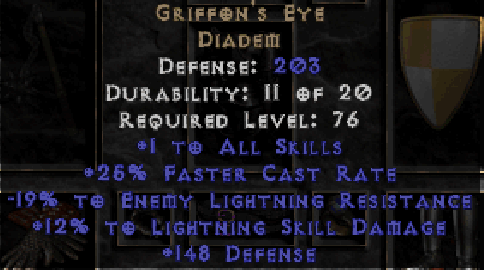 Griffon's Eye
Diadem
Defense: 203
Durability: 11 of 20
Required Level: 76
+1 to All Skills
+25% Faster Cast Rate
-19% to Enemy Lightning Resistance
+12% to Lightning Skill Damage
+148 Defense